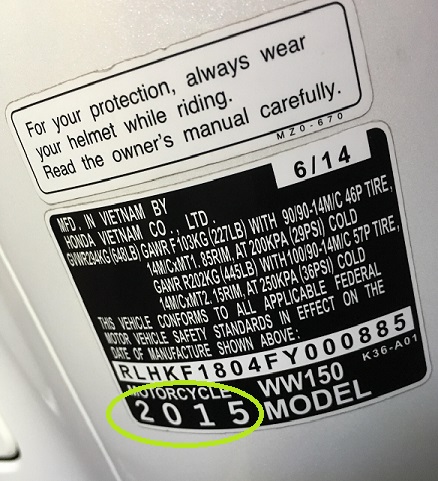 For your protection, always wear
your helmet while riding.
Read the owner's manual carefully.
MZ0-670
6/14
MFD. IN VIETNAM BY
HONDA VIETNAM CO., LTD.
GVWR294KG (648LB) GAWR F103KG (227LB) WITH 90/90-14M/C 46P TIRE,
14M/CxMT1.85RIM, AT 200KPA (29PSI) COLD
GAWR R202KG (445LB) WITH100/90-14M/C 57P TIRE,
14M/CxMT2.15RIM, AT 250KPA (36PSI) COLD
THIS VEHICLE CONFORMS TO ALL APPLICABLE FEDERAL
MOTOR VEHICLE SAFETY STANDARDS IN EFFECT ON THE
DATE OF MANUFACTURE SHOWN ABOVE:
RLHKF1804FY000885
K36-A01
MOTORCYCLE WW150
2015 MODEL